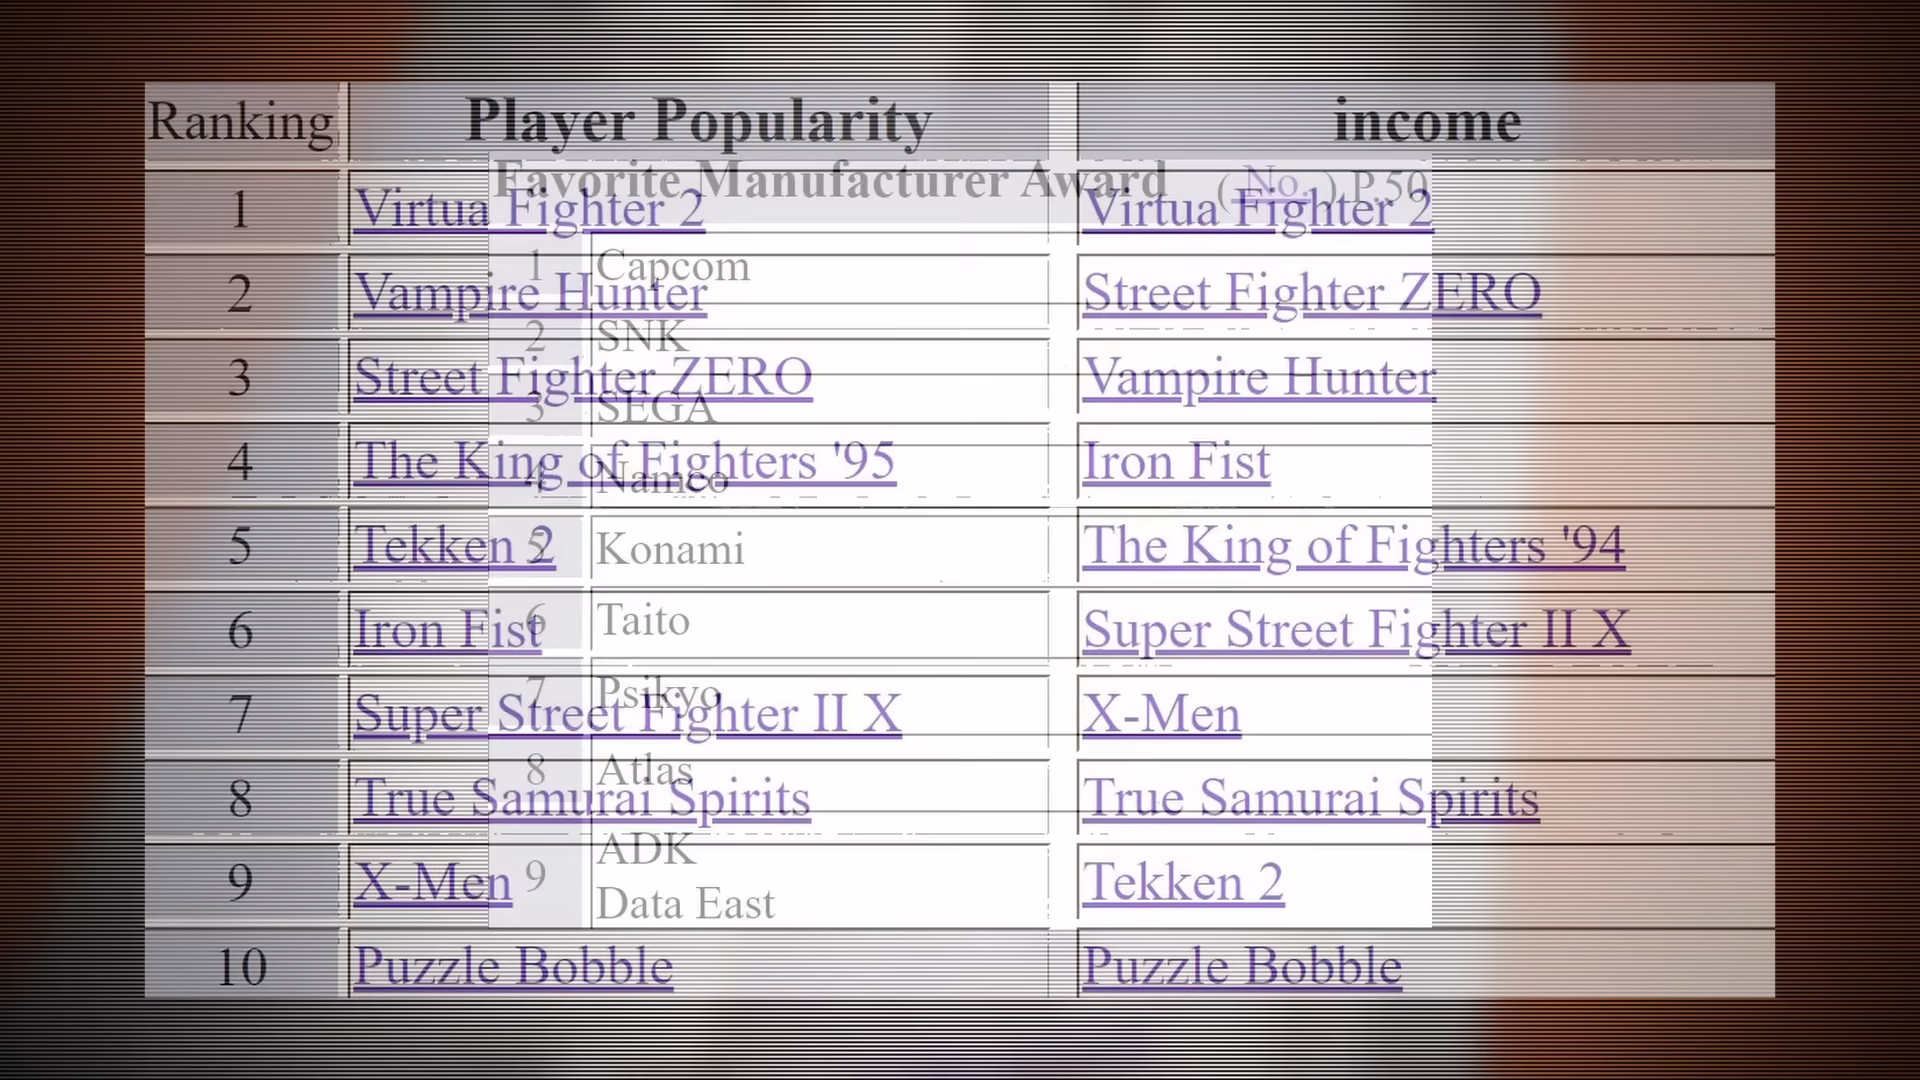 Ranking Player Popularity income
Favorite Manufacturer Award (No. ) P.50
1 Virtua Fighter 2 Virtua Fighter 2
1 Capcom
2 Vampire Hunter Street Fighter ZERO
2 SNK
3 Street Fighter ZERO Vampire Hunter
3 SEGA
4 The King of Fighters '95 Iron Fist
4 Namco
5 Tekken 2 The King of Fighters '94
5 Konami
6 Iron Fist Super Street Fighter II X
6 Taito
7 Super Street Fighter II X X-Men
7 Psikyo
8 True Samurai Spirits True Samurai Spirits
8 Atlas
9 X-Men Tekken 2
9 ADK
Data East
10 Puzzle Bobble Puzzle Bobble